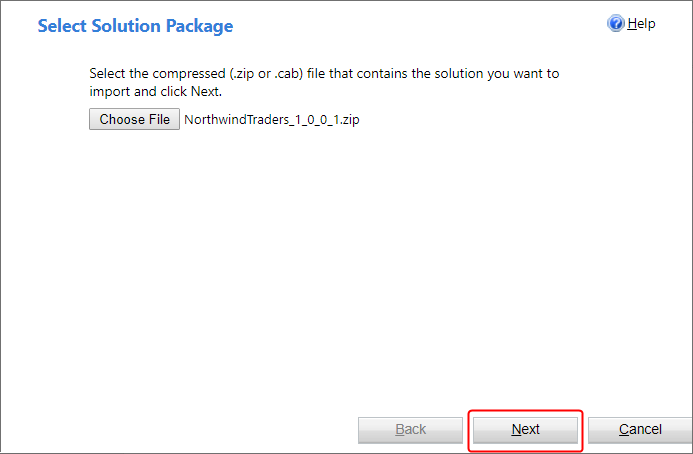 Select Solution Package
Help
Select the compressed (.zip or .cab) file that contains the solution you want to
import and click Next.
Choose File NorthwindTraders_1_0_0_1.zip
Back Next Cancel